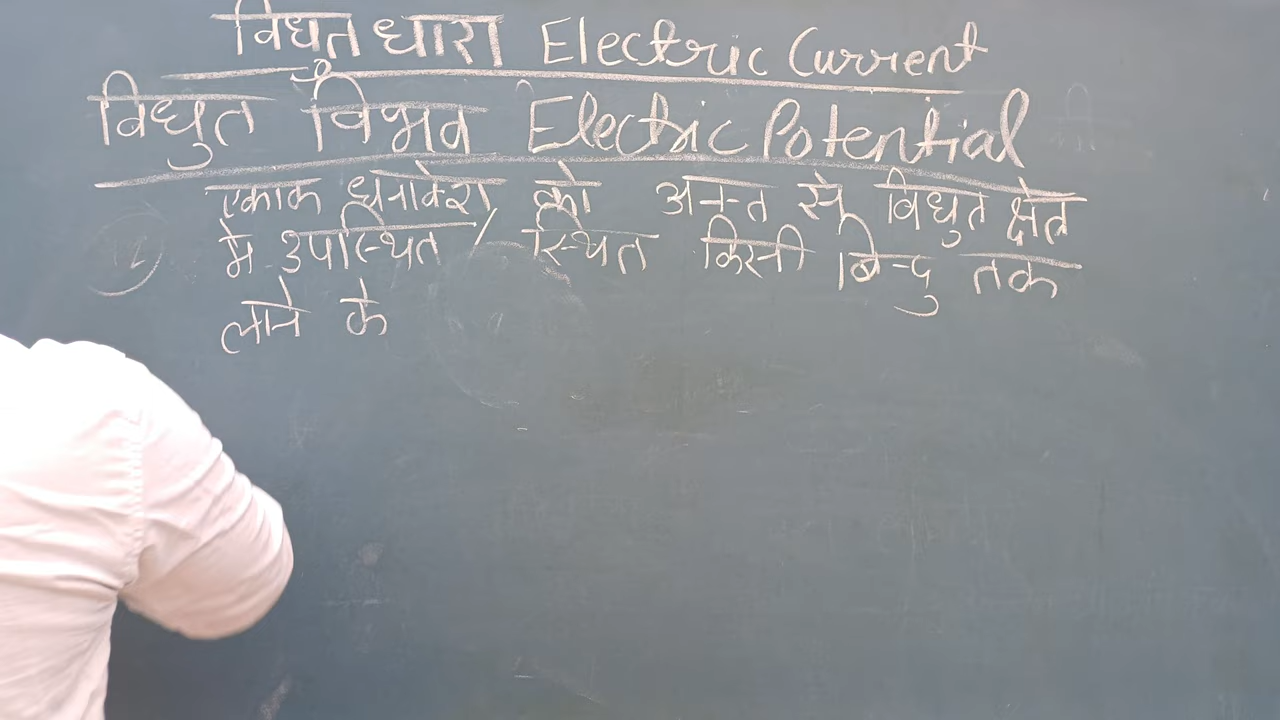 विधुत धारा Electric Current
विधुत विभव Electric Potential
एकांक धनावेश को अनन्त से विधुत क्षेत्र
मे उपस्थित / स्थित किसी बिन्दु तक
लाने के